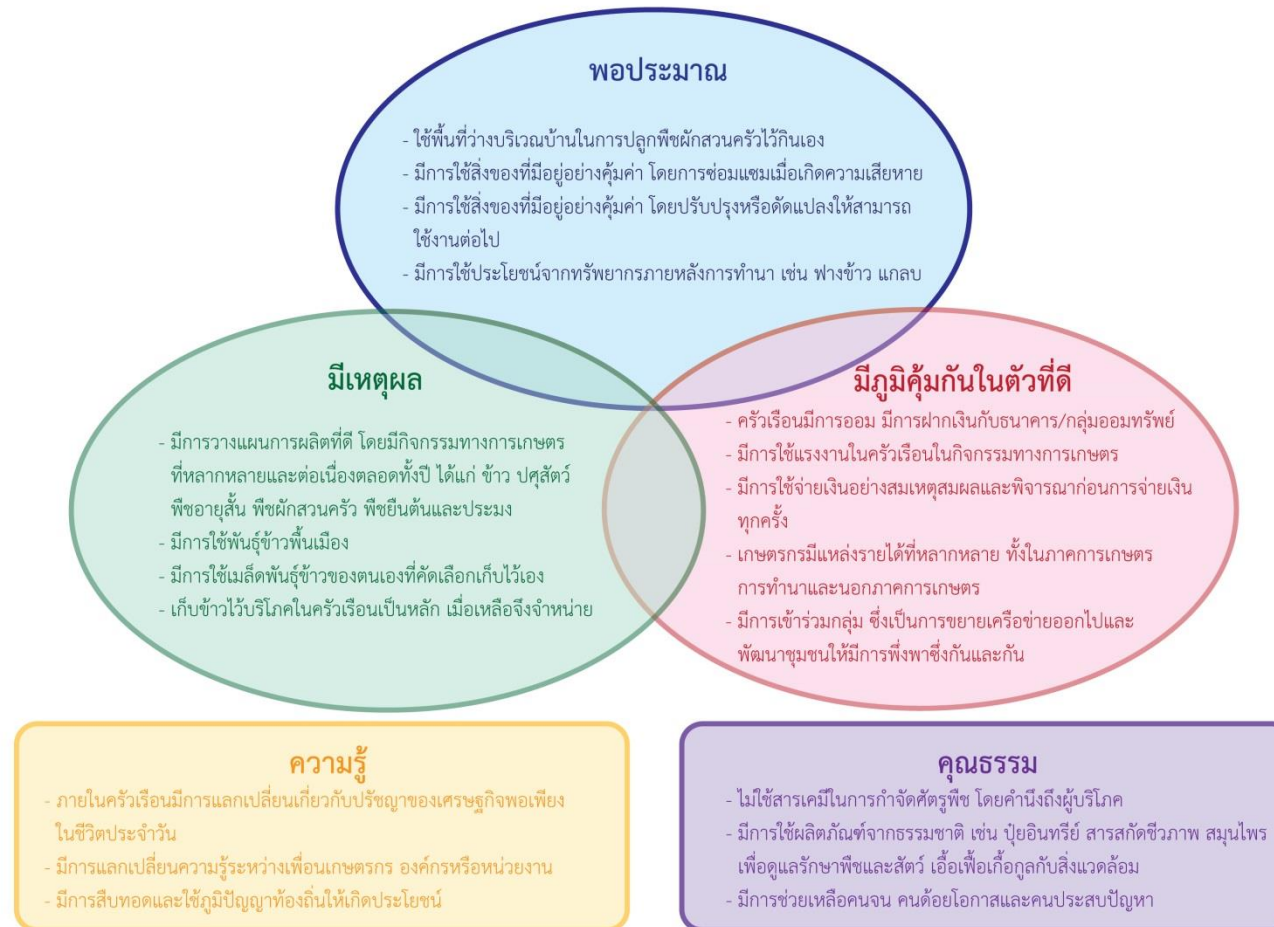 พอประมาณ
- ใช้พื้นที่ว่างบริเวณบ้านในการปลูกพืชผักสวนครัวไว้กินเอง
- มีการใช้สิ่งของที่มีอยู่อย่างคุ้มค่า โดยการซ่อมแซมเมื่อเกิดความเสียหาย
- มีการใช้สิ่งของที่มีอยู่อย่างคุ้มค่า โดยปรับปรุงหรือดัดแปลงให้สามารถ
ใช้งานต่อไป
- มีการใช้ประโยชน์จากทรัพยากรภายหลังการทำนา เช่น ฟางข้าว แกลบ
มีเหตุผล
- มีการวางแผนการผลิตที่ดี โดยมีกิจกรรมทางการเกษตร
ที่หลากหลายและต่อเนื่องตลอดทั้งปี ได้แก่ ข้าว ปศุสัตว์
พืชอายุสั้น พืชผักสวนครัว พืชยืนต้นและประมง
- มีการใช้พันธุ์ข้าวพื้นเมือง
- มีการใช้เมล็ดพันธุ์ข้าวของตนเองที่คัดเลือกเก็บไว้เอง
- เก็บข้าวไว้บริโภคในครัวเรือนเป็นหลัก เมื่อเหลือจึงจำหน่าย
มีภูมิคุ้มกันในตัวที่ดี
- ครัวเรือนมีการออม มีการฝากเงินกับธนาคาร/กลุ่มออมทรัพย์
- มีการใช้แรงงานในครัวเรือนในกิจกรรมทางการเกษตร
- มีการใช้จ่ายเงินอย่างสมเหตุสมผลและพิจารณาก่อนการจ่ายเงิน
ทุกครั้ง
- เกษตรกรมีแหล่งรายได้ที่หลากหลาย ทั้งในภาคการเกษตร
การทำนาและนอกภาคการเกษตร
- มีการเข้าร่วมกลุ่ม ซึ่งเป็นการขยายเครือข่ายออกไปและ
พัฒนาชุมชนให้มีการพึ่งพาซึ่งกันและกัน
ความรู้
- ภายในครัวเรือนมีการแลกเปลี่ยนเกี่ยวกับปรัชญาของเศรษฐกิจพอเพียง
ในชีวิตประจำวัน
- มีการแลกเปลี่ยนความรู้ระหว่างเพื่อนเกษตรกร องค์กรหรือหน่วยงาน
- มีการสืบทอดและใช้ภูมิปัญญาท้องถิ่นให้เกิดประโยชน์
คุณธรรม
- ไม่ใช้สารเคมีในการกำจัดศัตรูพืช โดยคำนึงถึงผู้บริโภค
- มีการใช้ผลิตภัณฑ์จากธรรมชาติ เช่น ปุ๋ยอินทรีย์ สารสกัดชีวภาพ สมุนไพร
เพื่อดูแลรักษาพืชและสัตว์ เอื้อเฟื้อเกื้อกูลกับสิ่งแวดล้อม
- มีการช่วยเหลือคนจน คนด้อยโอกาสและคนประสบปัญหา